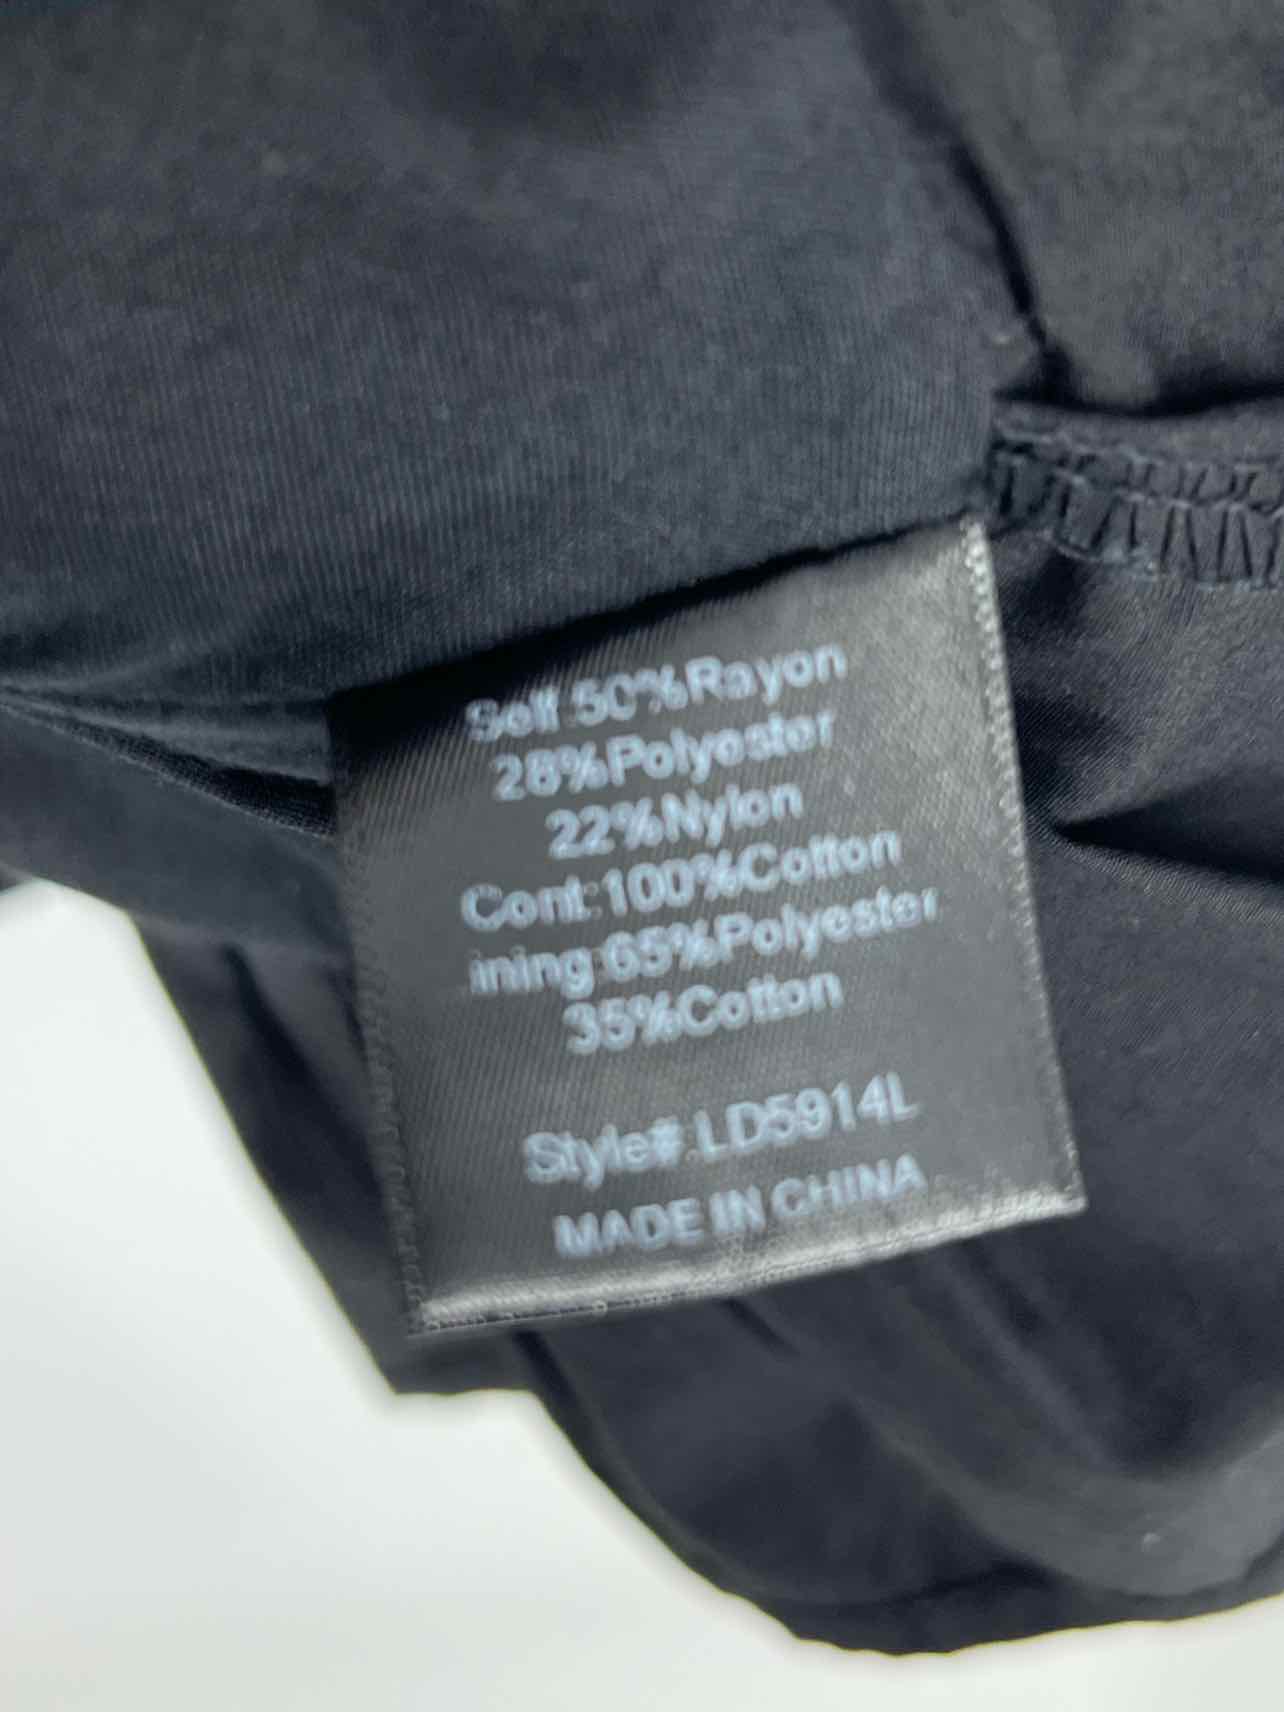 Self:50%Rayon
28%Polyester
22%Nylon
Cont:100%Cotton
ining:65%Polyester
35%Cotton
Style#:LD5914L
MADE IN CHINA